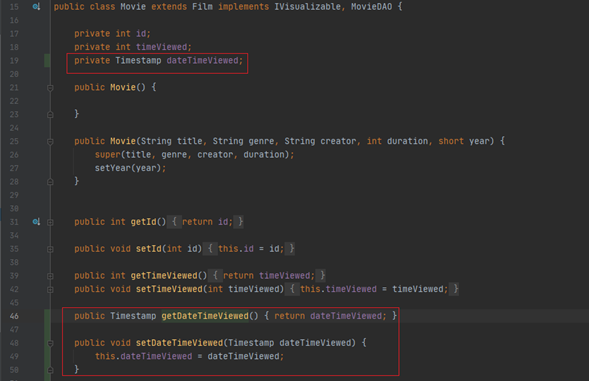 15 public class Movie extends Film implements IVisualizable, MovieDAO {
16
17 private int id;
18 private int timeViewed;
19 private Timestamp dateTimeViewed;
20
21 public Movie() {
22
23 }
24
25 public Movie(String title, String genre, String creator, int duration, short year) {
26 super(title, genre, creator, duration);
27 setYear(year);
28 }
29
30
31 public int getId() { return id; }
34
35 public void setId(int id) { this.id = id; }
38
39 public int getTimeViewed() { return timeViewed; }
42 public void setTimeViewed(int timeViewed) { this.timeViewed = timeViewed; }
45
46 public Timestamp getDateTimeViewed() { return dateTimeViewed; }
47
48 public void setDateTimeViewed(Timestamp dateTimeViewed) {
49 this.dateTimeViewed = dateTimeViewed;
50 }